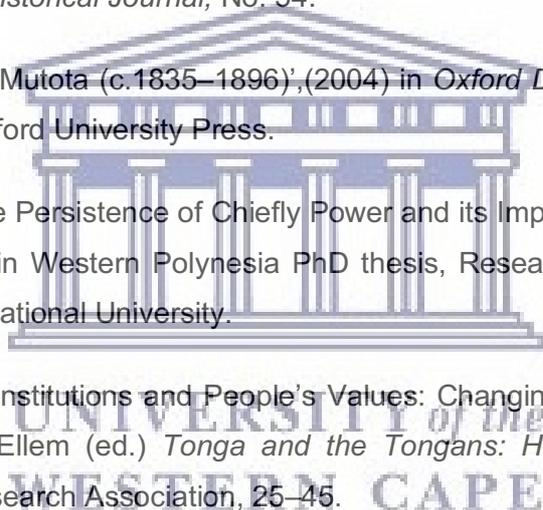 istorical Journal, No. 34.
Mutota (c.1835–1896)',(2004) in Oxford D
ford University Press.
e Persistence of Chiefly Power and its Imp
in Western Polynesia PhD thesis, Resea
ational University.
nstitutions and People's Values: Changin
UNIVERSITY of the
Ellem (ed.) Tonga and the Tongans: H
WESTERN CAPE
search Association, 25–45.